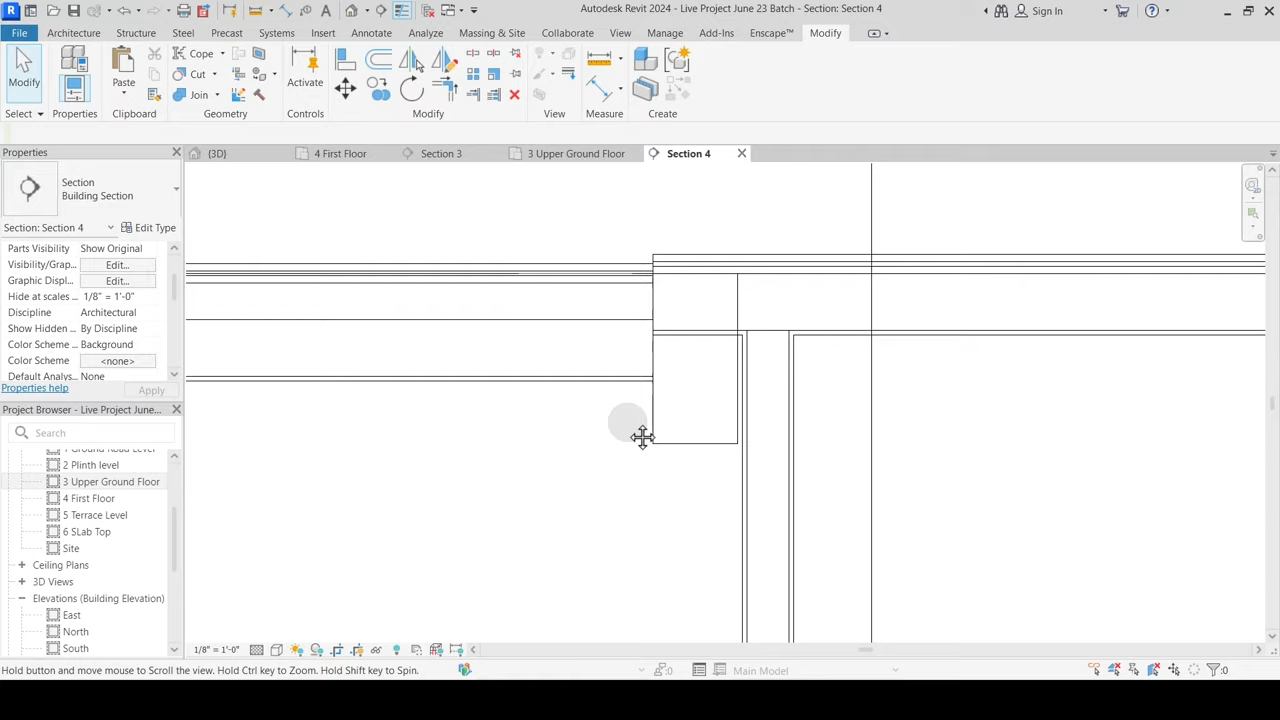 Autodesk Revit 2024 - Live Project June 23 Batch - Section: Section 4
Sign In
File Architecture Structure Steel Precast Systems Insert Annotate Analyze Massing & Site Collaborate View Manage Add-Ins Enscape™ Modify
Modify Paste Cope Cut Join Activate
Select Properties Clipboard Geometry Controls Modify View Measure Create
Properties
{3D} 4 First Floor Section 3 3 Upper Ground Floor Section 4
Section
Building Section
Section: Section 4 Edit Type
Parts Visibility Show Original
Visibility/Grap... Edit...
Graphic Displ... Edit...
Hide at scales ... 1/8" = 1'-0"
Discipline Architectural
Show Hidden ... By Discipline
Color Scheme ... Background
Color Scheme <none>
Default Analys... None
Properties help Apply
Project Browser - Live Project June...
Search
1 Ground Road Level
2 Plinth level
3 Upper Ground Floor
4 First Floor
5 Terrace Level
6 SLab Top
Site
Ceiling Plans
3D Views
Elevations (Building Elevation)
East
North
South
1/8" = 1'-0"
Hold button and move mouse to Scroll the view. Hold Ctrl key to Zoom. Hold Shift key to Spin.
:0
Main Model
:0